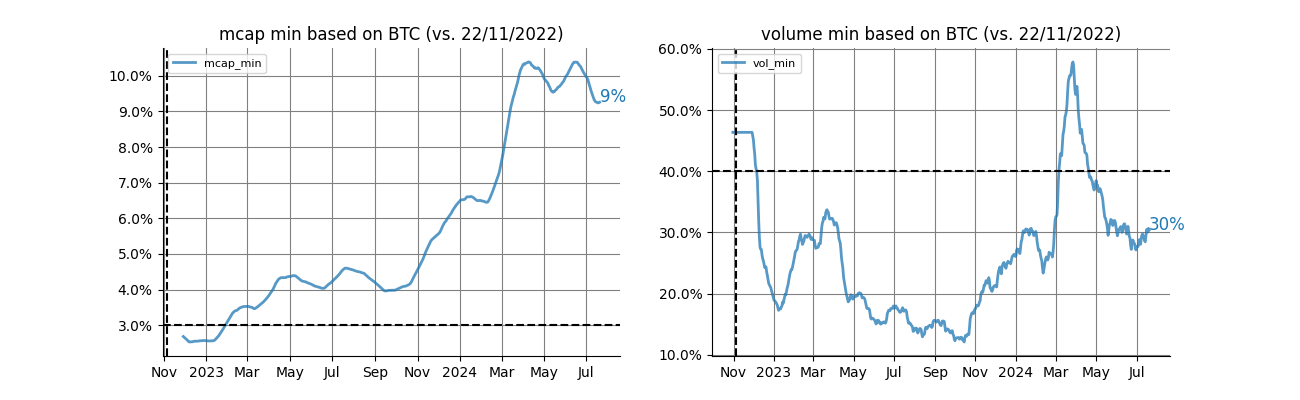 mcap min based on BTC (vs. 22/11/2022)
mcap_min
10.0%
9.0%
8.0%
7.0%
6.0%
5.0%
4.0%
3.0%
9%
Nov 2023 Mar May Jul Sep Nov 2024 Mar May Jul
volume min based on BTC (vs. 22/11/2022)
vol_min
60.0%
50.0%
40.0%
30.0%
20.0%
10.0%
30%
Nov 2023 Mar May Jul Sep Nov 2024 Mar May Jul